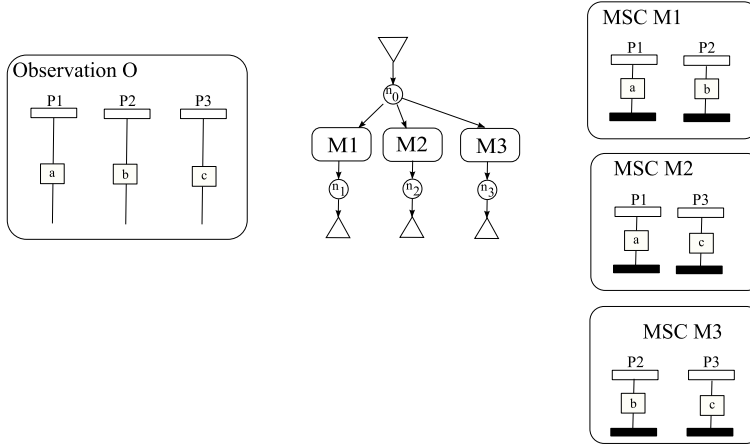 Observation O
P1 P2 P3
a b c
n0
M1 M2 M3
n1 n2 n3
MSC M1
P1 P2
a b
MSC M2
P1 P3
a c
MSC M3
P2 P3
b c